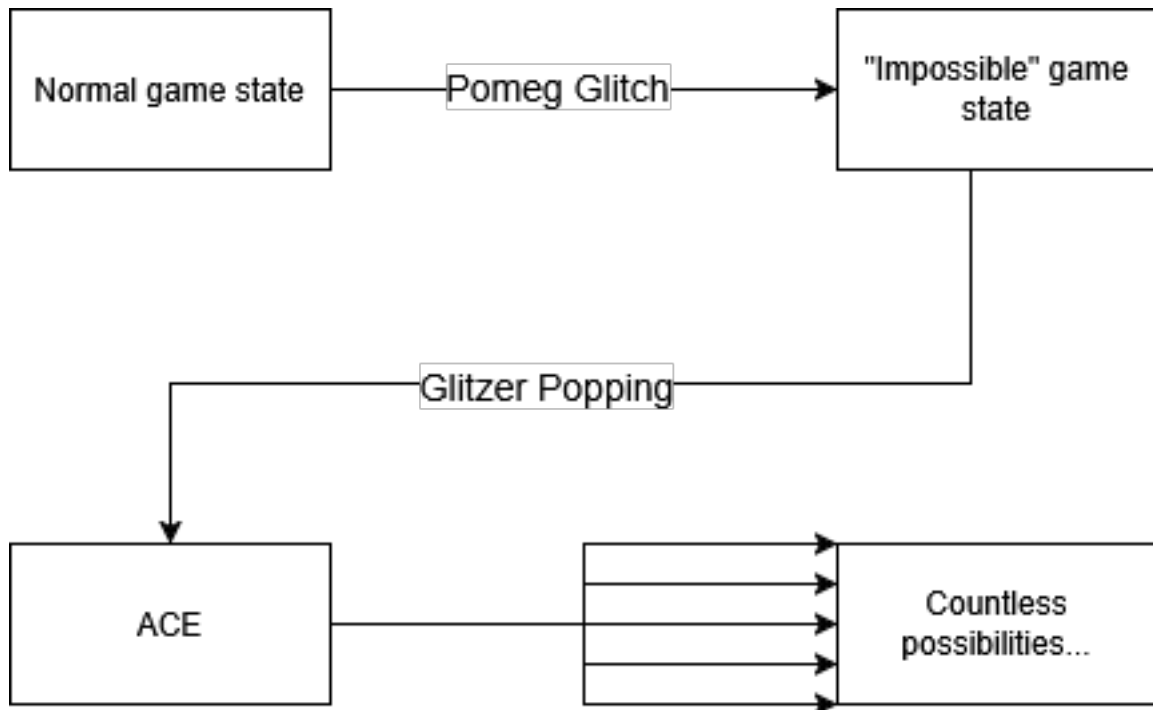 Normal game state
Pomeg Glitch
"Impossible" game
state
Glitzer Popping
ACE
Countless
possibilities...